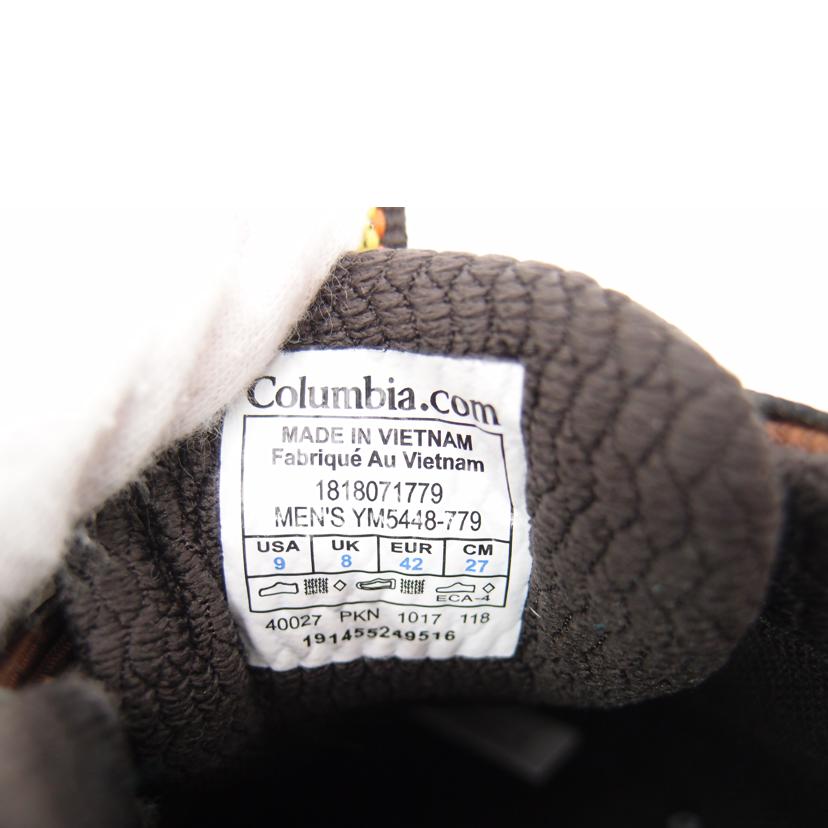 Columbia.com
MADE IN VIETNAM
Fabriqué Au Vietnam
1818071779
MEN'S YM5448-779
USA UK EUR CM
9 8 42 27
ECA-4
40027 PKN 1017 118
191455249516